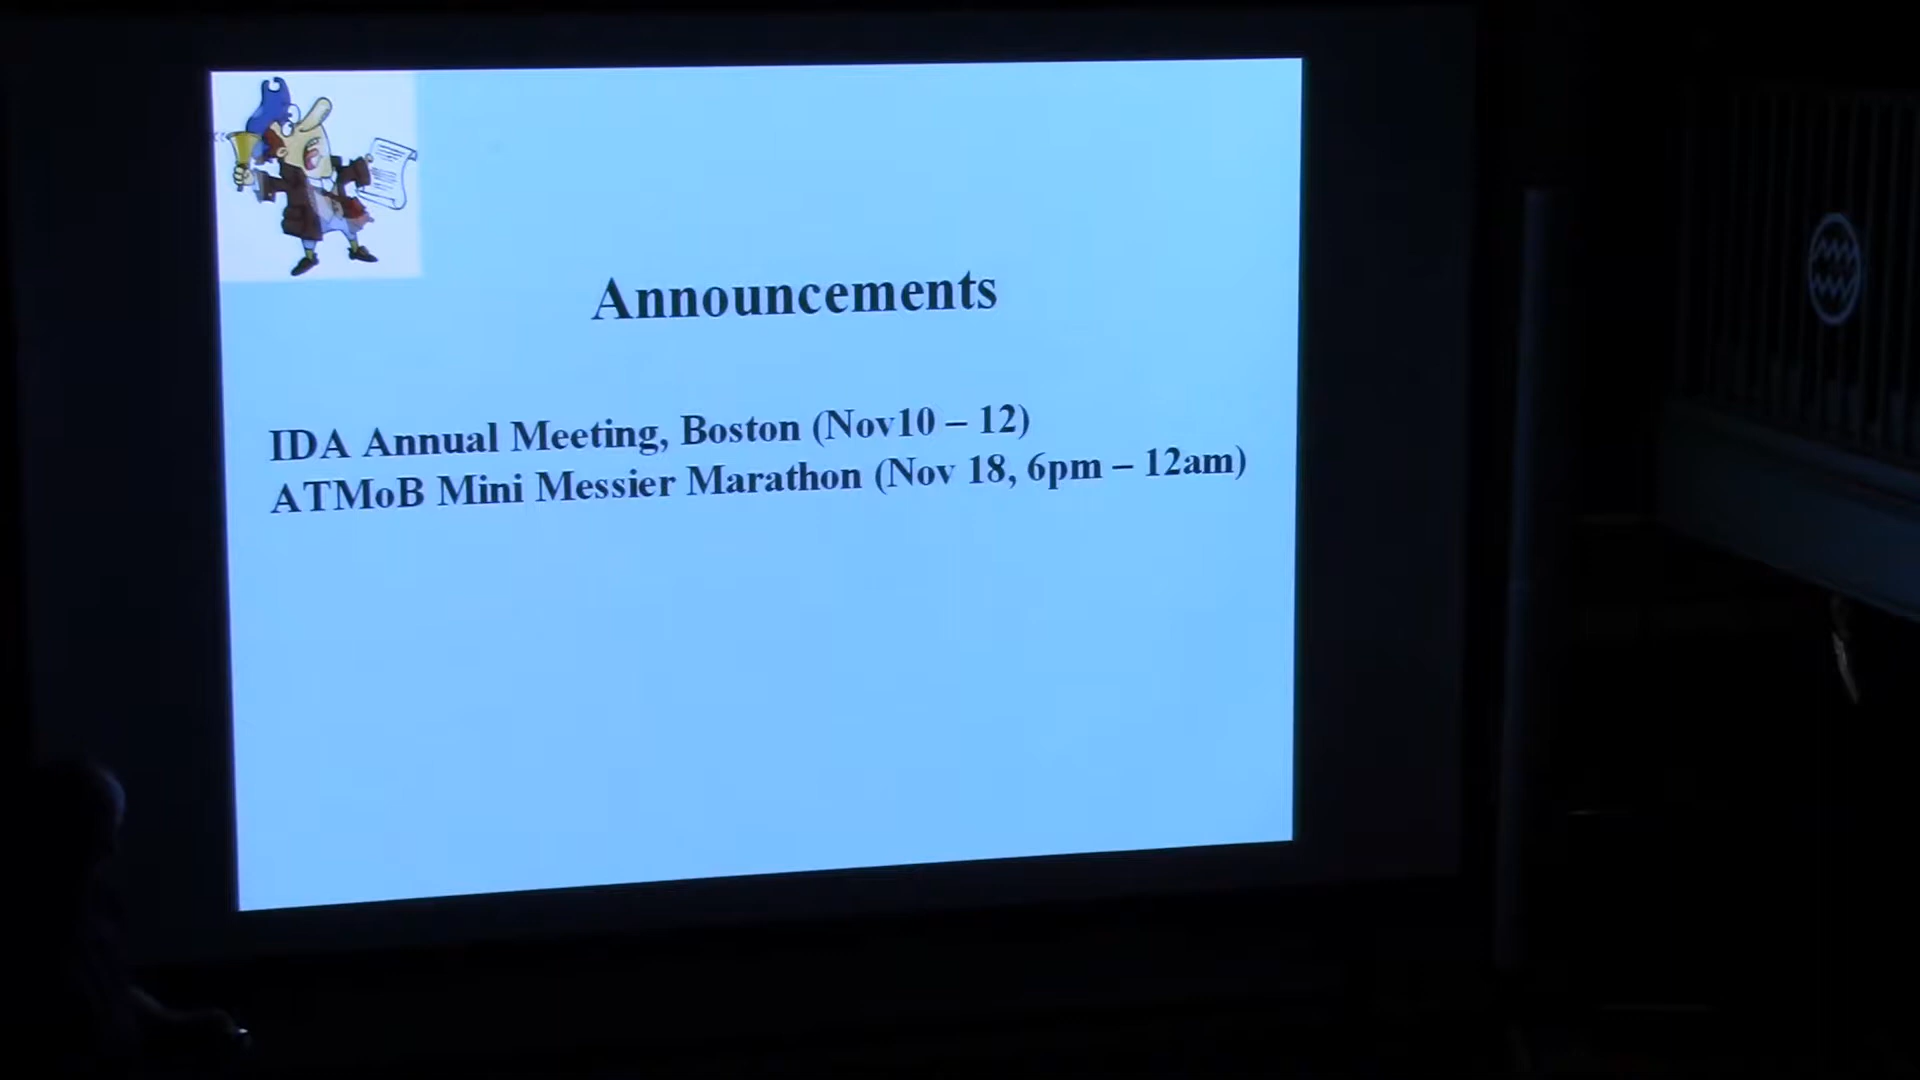 Announcements
IDA Annual Meeting, Boston (Nov10 – 12)
ATMoB Mini Messier Marathon (Nov 18, 6pm – 12am)